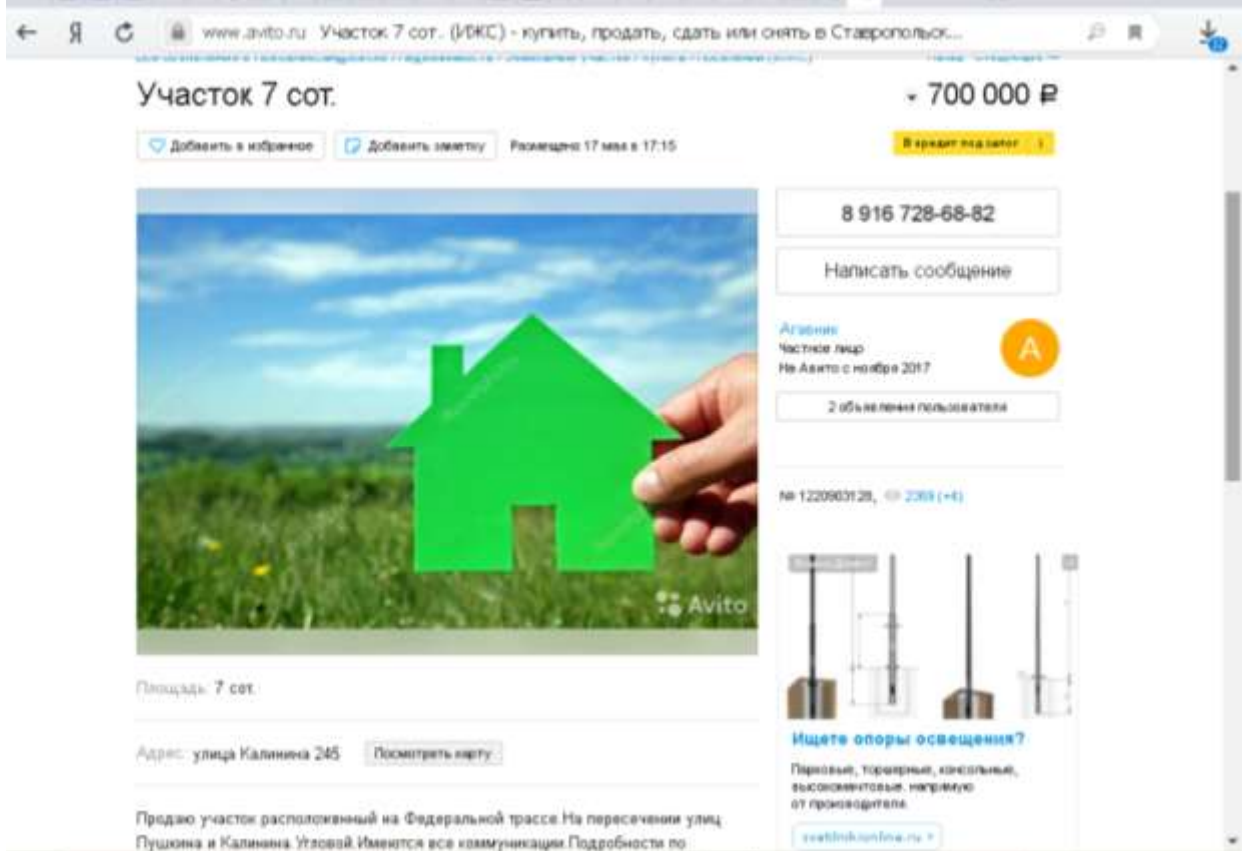 www.avito.ru Участок 7 сот. (ИЖС) - купить, продать, сдать или снять в Ставропольск...
Участок 7 сот.
700 000 ₽
Добавить в избранное
Добавить заметку
Размещено 17 мая в 17:15
В кредит под залог
8 916 728-68-82
Написать сообщение
Агавник
Частное лицо
На Авито с ноября 2017
А
2 объявления пользователя
№ 1220903128, 2369 (+4)
Avito
Площадь: 7 сот.
Адрес: улица Калинина 245
Посмотреть карту
Продаю участок расположенный на Федеральной трассе.На пересечении улиц
Пушкина и Калинина.Угловой.Имеются все коммуникации.Подробности по
Ищете опоры освещения?
Парковые, торшерные, консольные,
высокомачтовые. напрямую
от производителя.